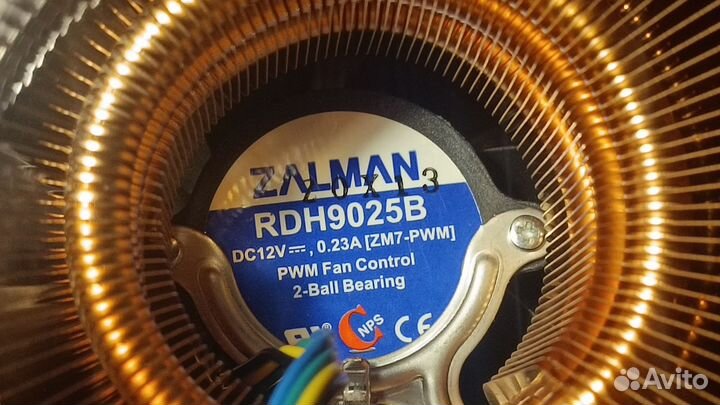 ZALMAN
Z0X13
RDH9025B
DC12V⎓, 0.23A [ZM7-PWM]
PWM Fan Control
2-Ball Bearing
C NPS CE
Avito